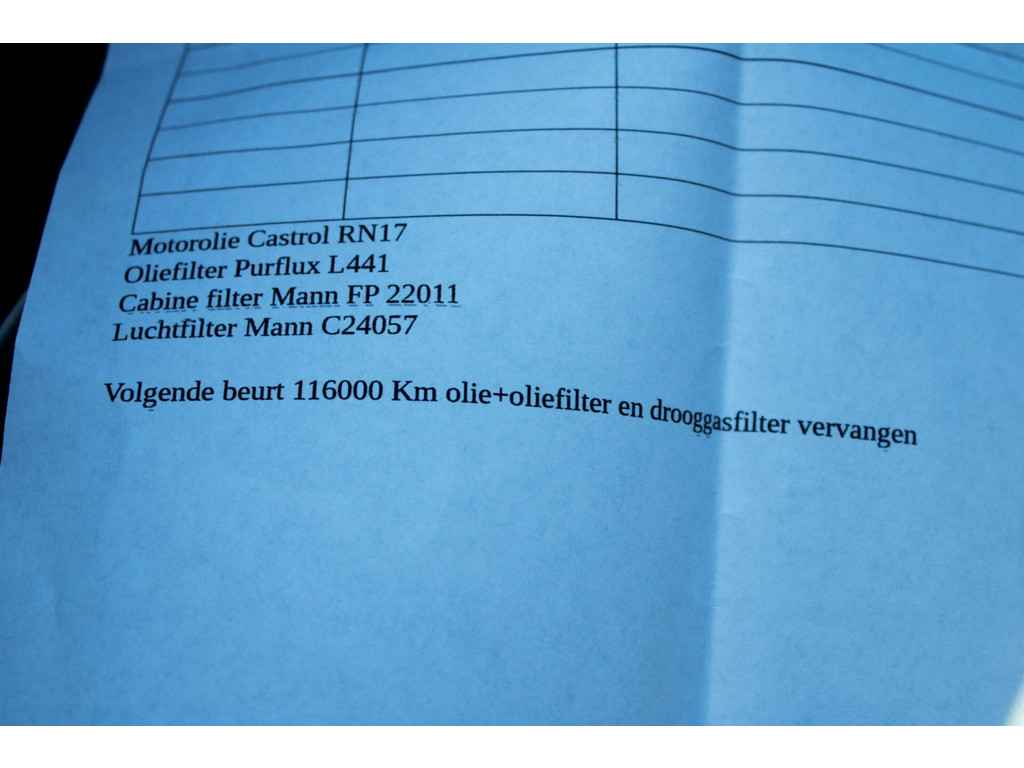 Motorolie Castrol RN17
Oliefilter Purflux L441
Cabine filter Mann FP 22011
Luchtfilter Mann C24057
Volgende beurt 116000 Km olie+oliefilter en drooggasfilter vervangen